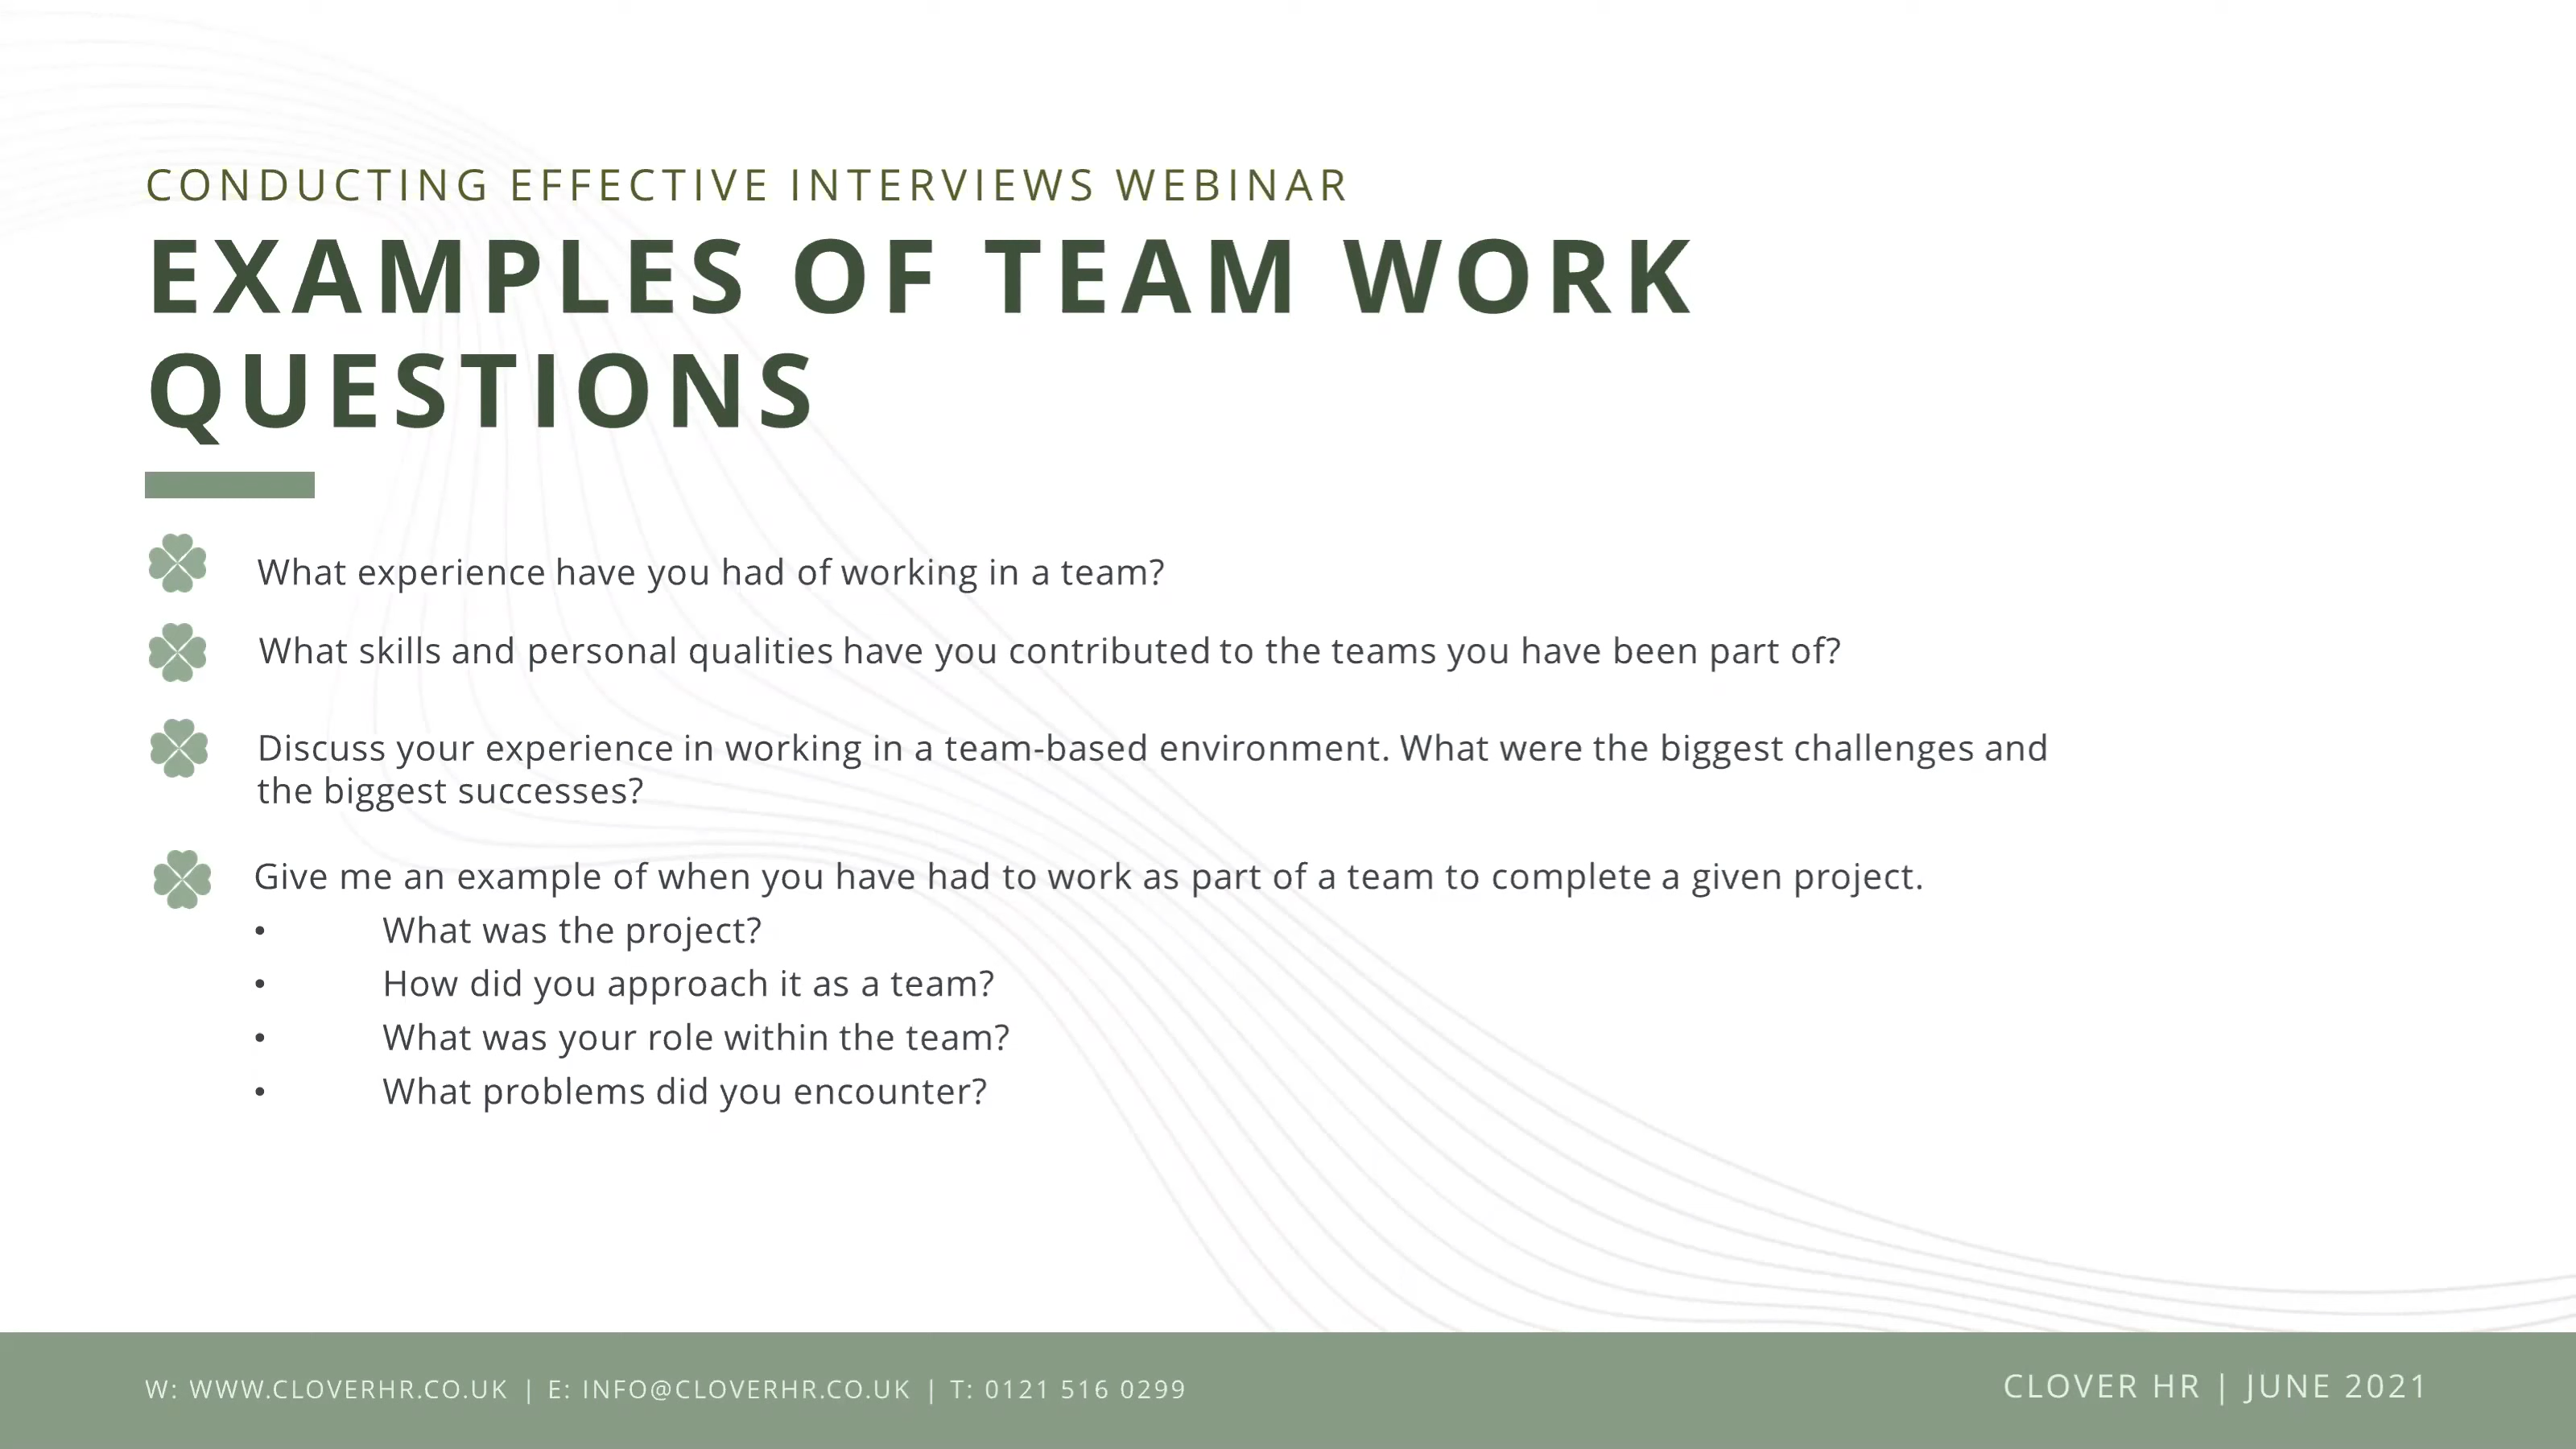 CONDUCTING EFFECTIVE INTERVIEWS WEBINAR
EXAMPLES OF TEAM WORK
QUESTIONS
What experience have you had of working in a team?
What skills and personal qualities have you contributed to the teams you have been part of?
Discuss your experience in working in a team-based environment. What were the biggest challenges and
the biggest successes?
Give me an example of when you have had to work as part of a team to complete a given project.
• What was the project?
• How did you approach it as a team?
• What was your role within the team?
• What problems did you encounter?
W: WWW.CLOVERHR.CO.UK | E: INFO@CLOVERHR.CO.UK | T: 0121 516 0299
CLOVER HR | JUNE 2021